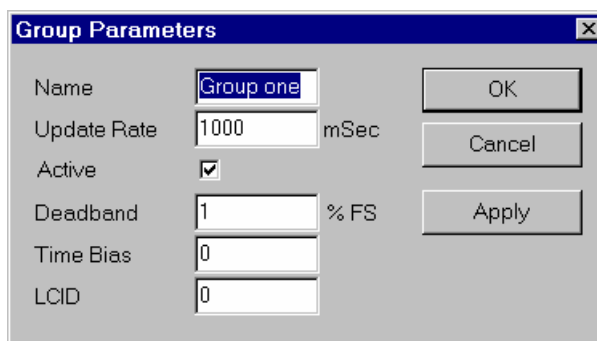 Group Parameters
Name Group one OK
Update Rate 1000 mSec
Cancel
Active
Deadband 1 % FS Apply
Time Bias 0
LCID 0